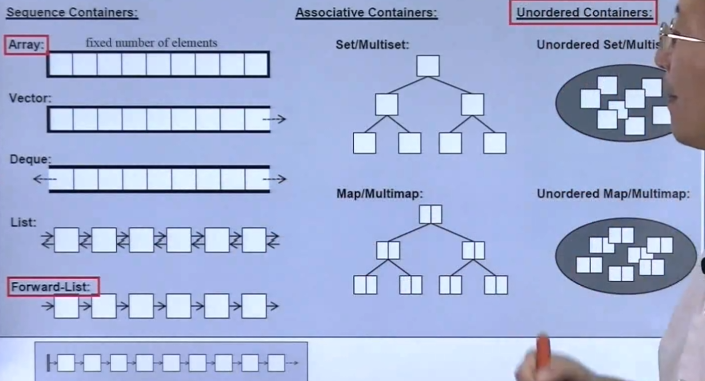 Sequence Containers:
Array:
fixed number of elements
Vector:
Deque:
List:
Forward-List:
Associative Containers:
Set/Multiset:
Map/Multimap:
Unordered Containers:
Unordered Set/Multis
Unordered Map/Multimap: